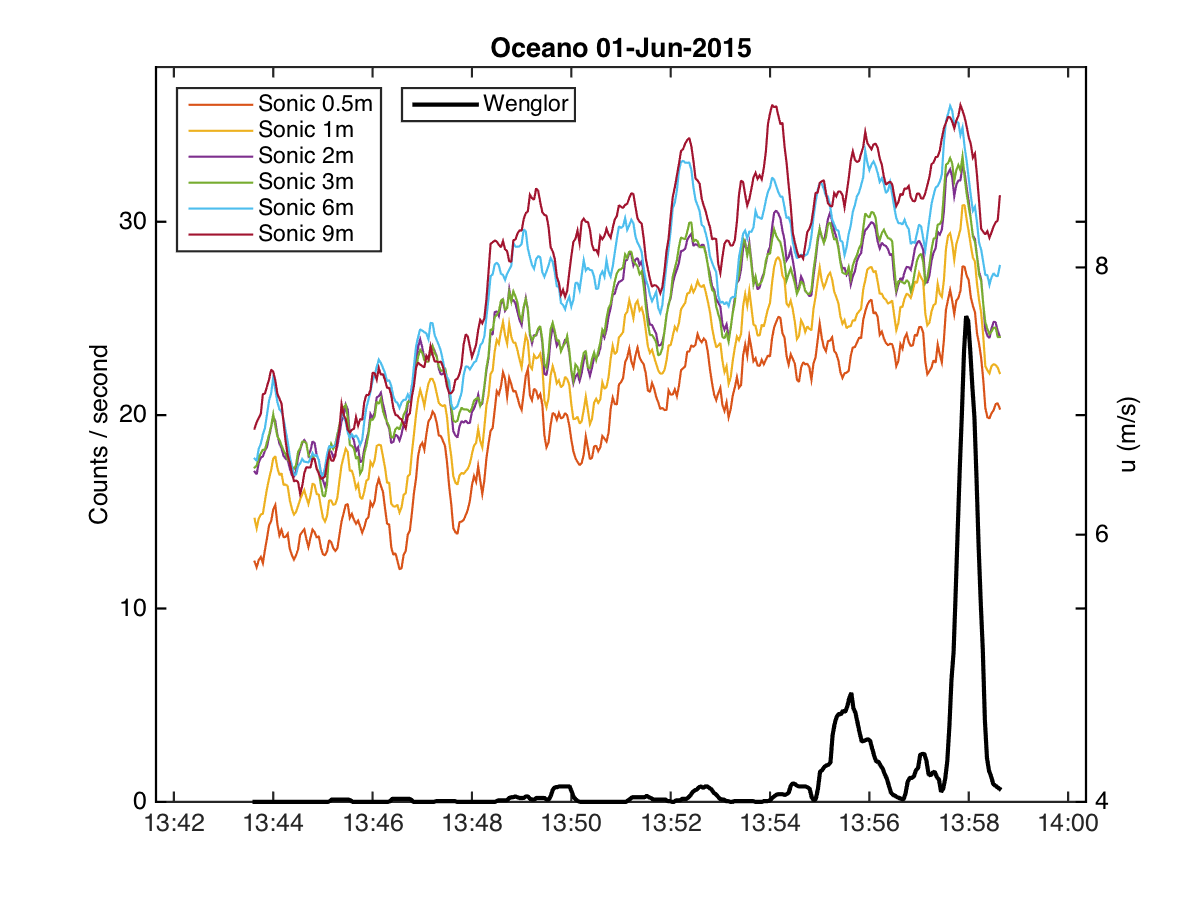 Oceano 01-Jun-2015
Sonic 0.5m
Sonic 1m
Sonic 2m
Sonic 3m
Sonic 6m
Sonic 9m
Wenglor
Counts / second
30
20
10
0
u (m/s)
8
6
4
13:42 13:44 13:46 13:48 13:50 13:52 13:54 13:56 13:58 14:00